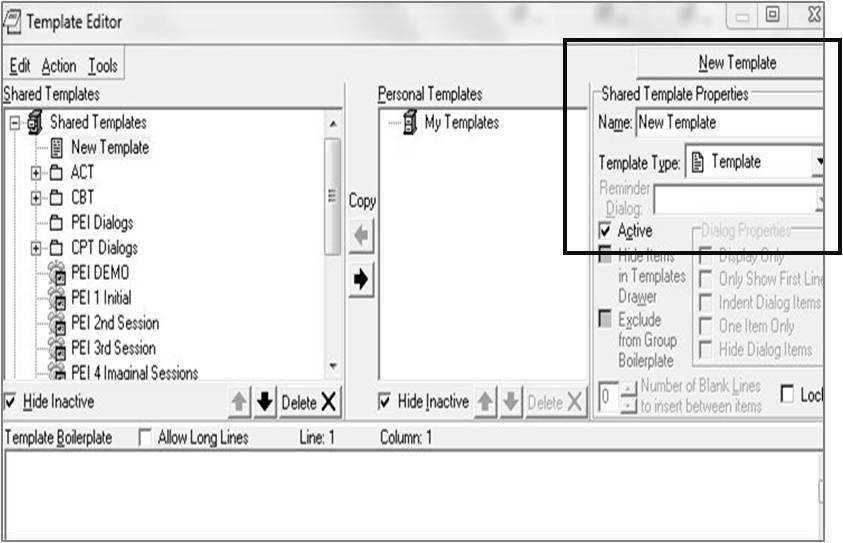 Template Editor
Edit Action Tools
New Template
Shared Templates
Shared Templates
New Template
ACT
CBT
PEI Dialogs
CPT Dialogs
PEI DEMO
PEI 1 Initial
PEI 2nd Session
PEI 3rd Session
PEI 4 Imaginal Sessions
Hide Inactive
Delete
Copy
Personal Templates
My Templates
Hide Inactive
Delete
Shared Template Properties
Name: New Template
Template Type: Template
Reminder
Dialog:
Active
Hide Items
in Templates
Drawer
Exclude
from Group
Boilerplate
Dialog Properties
Display Only
Only Show First Line
Indent Dialog Items
One Item Only
Hide Dialog Items
0 Number of Blank Lines
to insert between items
Loc
Template Boilerplate Allow Long Lines Line: 1 Column: 1